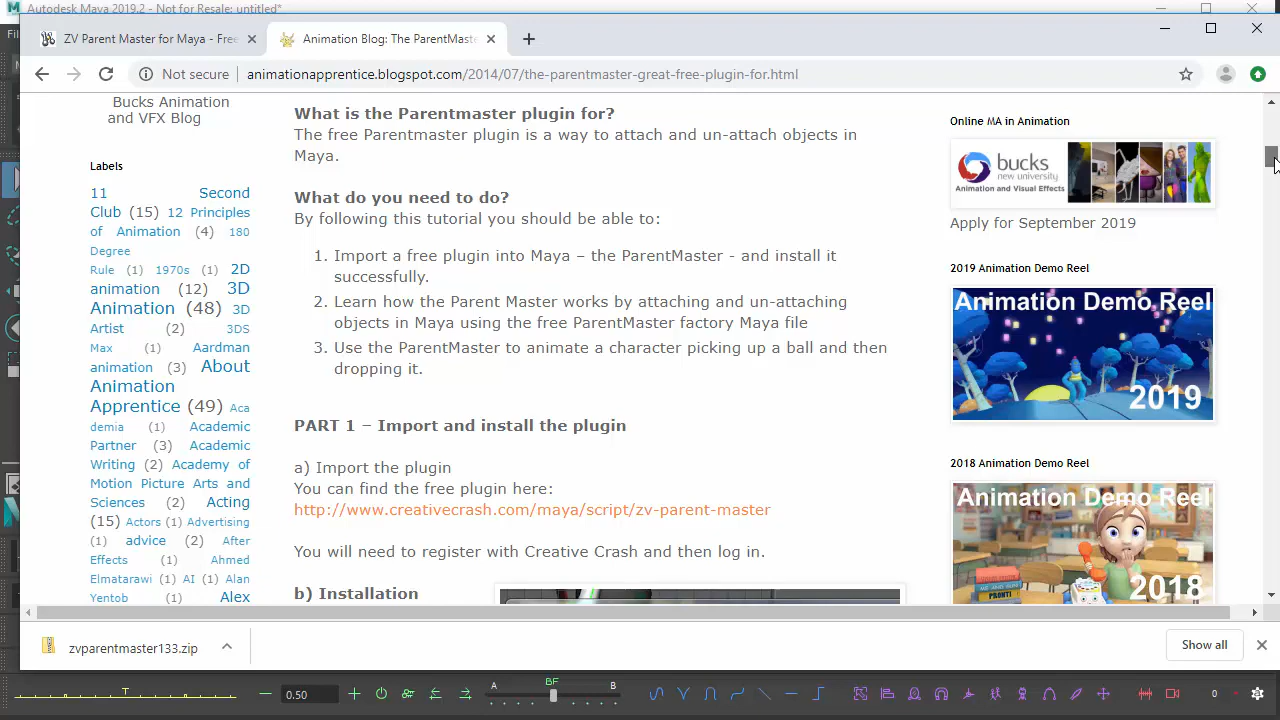 Autodesk Maya 2019.2 - Not for Resale: untitled*
ZV Parent Master for Maya - Free
Animation Blog: The ParentMaste
Not secure
animationapprentice.blogspot.com/2014/07/the-parentmaster-great-free-plugin-for.html
Bucks Animation
and VFX Blog
Labels
11 Second
Club (15) 12 Principles
of Animation (4) 180
Degree
Rule (1) 1970s (1) 2D
animation (12) 3D
Animation (48) 3D
Artist (2) 3DS
Max (1) Aardman
animation (3) About
Animation
Apprentice (49) Aca
demia (1) Academic
Partner (3) Academic
Writing (2) Academy of
Motion Picture Arts and
Sciences (2) Acting
(15) Actors (1) Advertising
(1) advice (2) After
Effects (1) Ahmed
Elmatarawi (1) AI (1) Alan
Yentob (1) Alex
What is the Parentmaster plugin for?
The free Parentmaster plugin is a way to attach and un-attach objects in
Maya.
What do you need to do?
By following this tutorial you should be able to:
1. Import a free plugin into Maya – the ParentMaster - and install it
successfully.
2. Learn how the Parent Master works by attaching and un-attaching
objects in Maya using the free ParentMaster factory Maya file
3. Use the ParentMaster to animate a character picking up a ball and then
dropping it.
PART 1 – Import and install the plugin
a) Import the plugin
You can find the free plugin here:
http://www.creativecrash.com/maya/script/zv-parent-master
You will need to register with Creative Crash and then log in.
b) Installation
Online MA in Animation
bucks
new university
Animation and Visual Effects
Apply for September 2019
2019 Animation Demo Reel
Animation Demo Reel
2019
2018 Animation Demo Reel
Animation Demo Reel
2018
zvparentmaster133.zip
Show all
T
0.50
A
BF
B
0